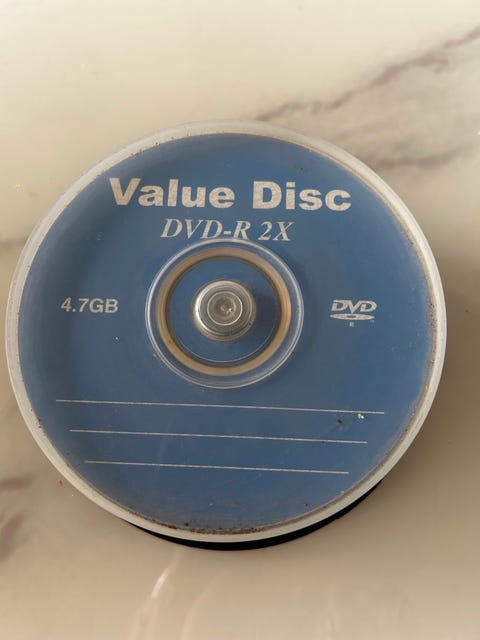 Value Disc
DVD-R 2X
4.7GB
DVD
R